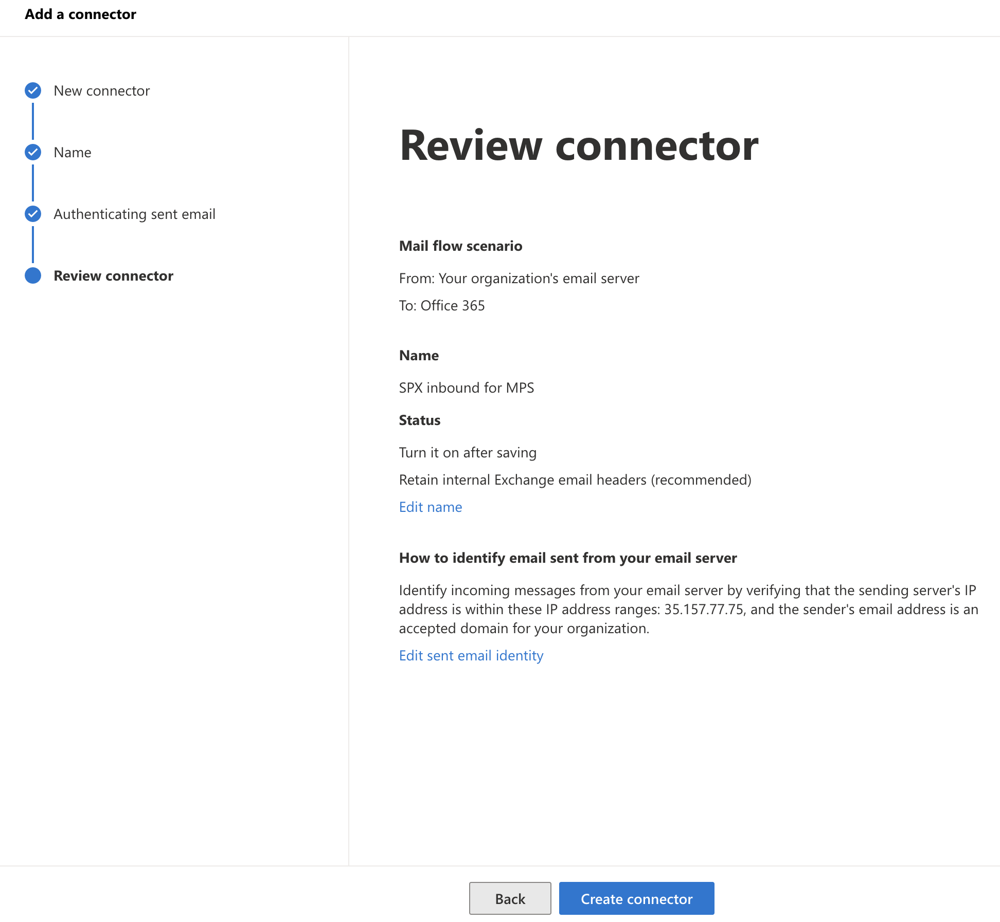 Add a connector
New connector
Name
Authenticating sent email
Review connector
Review connector
Mail flow scenario
From: Your organization's email server
To: Office 365
Name
SPX inbound for MPS
Status
Turn it on after saving
Retain internal Exchange email headers (recommended)
Edit name
How to identify email sent from your email server
Identify incoming messages from your email server by verifying that the sending server's IP
address is within these IP address ranges: 35.157.77.75, and the sender's email address is an
accepted domain for your organization.
Edit sent email identity
Back
Create connector